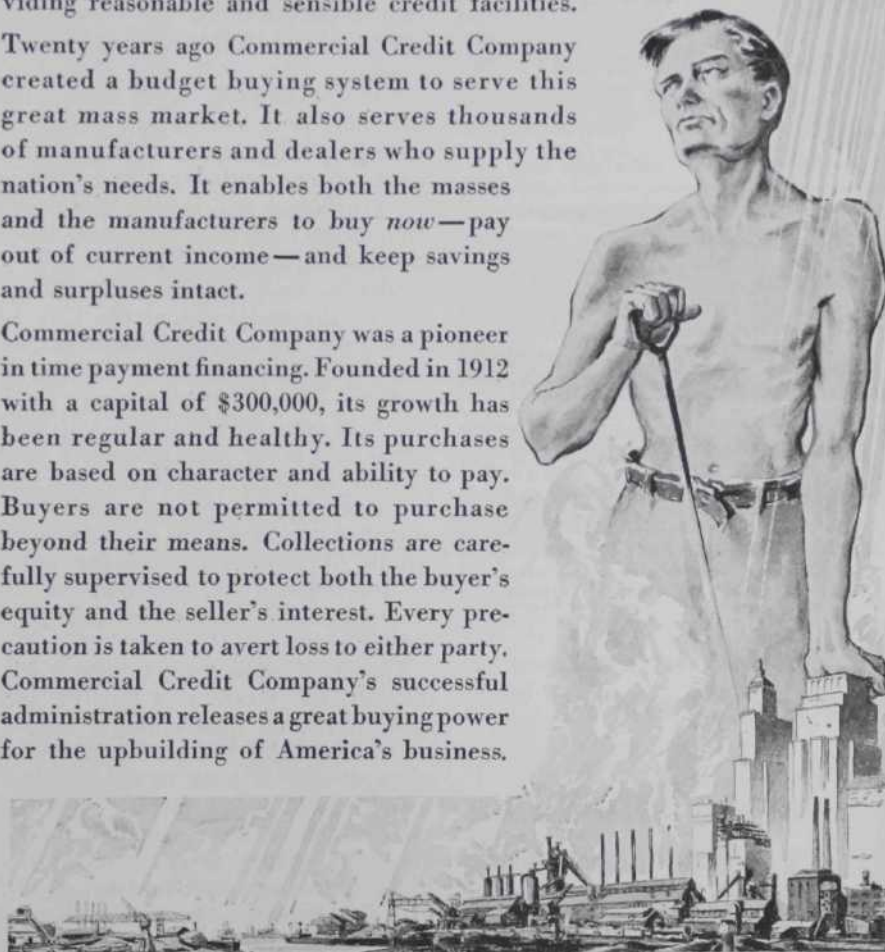 viding reasonable and sensible credit facilities.
Twenty years ago Commercial Credit Company
created a budget buying system to serve this
great mass market. It also serves thousands
of manufacturers and dealers who supply the
nation's needs. It enables both the masses
and the manufacturers to buy now—pay
out of current income—and keep savings
and surpluses intact.
Commercial Credit Company was a pioneer
in time payment financing. Founded in 1912
with a capital of $300,000, its growth has
been regular and healthy. Its purchases
are based on character and ability to pay.
Buyers are not permitted to purchase
beyond their means. Collections are care-
fully supervised to protect both the buyer's
equity and the seller's interest. Every pre-
caution is taken to avert loss to either party.
Commercial Credit Company's successful
administration releases a great buying power
for the upbuilding of America's business.